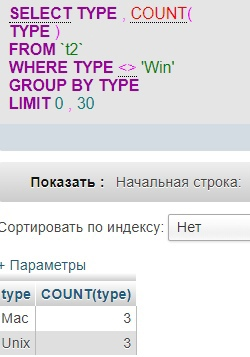 SELECT TYPE , COUNT(
TYPE )
FROM `t2`
WHERE TYPE <> 'Win'
GROUP BY TYPE
LIMIT 0 , 30
Показать : Начальная строка:
Сортировать по индексу: Нет
+ Параметры
type COUNT(type)
Mac 3
Unix 3